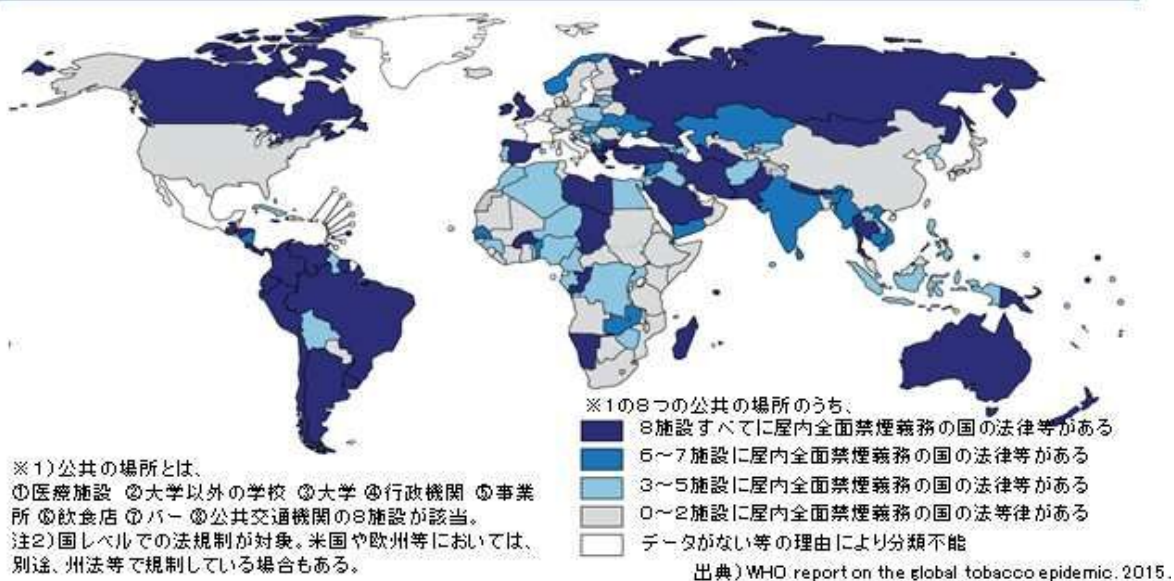 ※1)公共の場所とは、
①医療施設 ②大学以外の学校 ③大学 ④行政機関 ⑤事業
所 ⑥飲食店 ⑦バー ⑧公共交通機関の8施設が該当。
注2)国レベルでの法規制が対象。米国や欧州等においては、
別途、州法等で規制している場合もある。
※1の8つの公共の場所のうち、
8施設すべてに屋内全面禁煙義務の国の法律等がある
6~7施設に屋内全面禁煙義務の国の法律等がある
3~5施設に屋内全面禁煙義務の国の法律等がある
0~2施設に屋内全面禁煙義務の国の法等律がある
データがない等の理由により分類不能
出典)WHO report on the global tobacco epidemic, 2015.